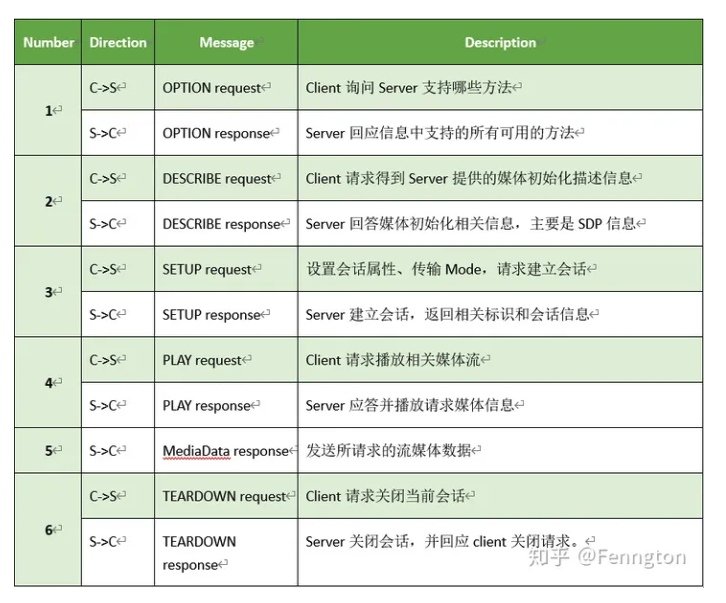 Number Direction Message Description
1
C->S OPTION request Client 询问 Server 支持哪些方法
S->C OPTION response Server 回应信息中支持的所有可用的方法
2
C->S DESCRIBE request Client 请求得到 Server 提供的媒体初始化描述信息
S->C DESCRIBE response Server 回答媒体初始化相关信息，主要是 SDP 信息
3
C->S SETUP request 设置会话属性、传输 Mode，请求建立会话
S->C SETUP response Server 建立会话，返回相关标识和会话信息
4
C->S PLAY request Client 请求播放相关媒体流
S->C PLAY response Server 应答并播放请求媒体信息
5 S->C MediaData response 发送所请求的流媒体数据
6
C->S TEARDOWN request Client 请求关闭当前会话
S->C TEARDOWN response Server 关闭会话，并回应 client 关闭请求。
知乎 @Fenngton